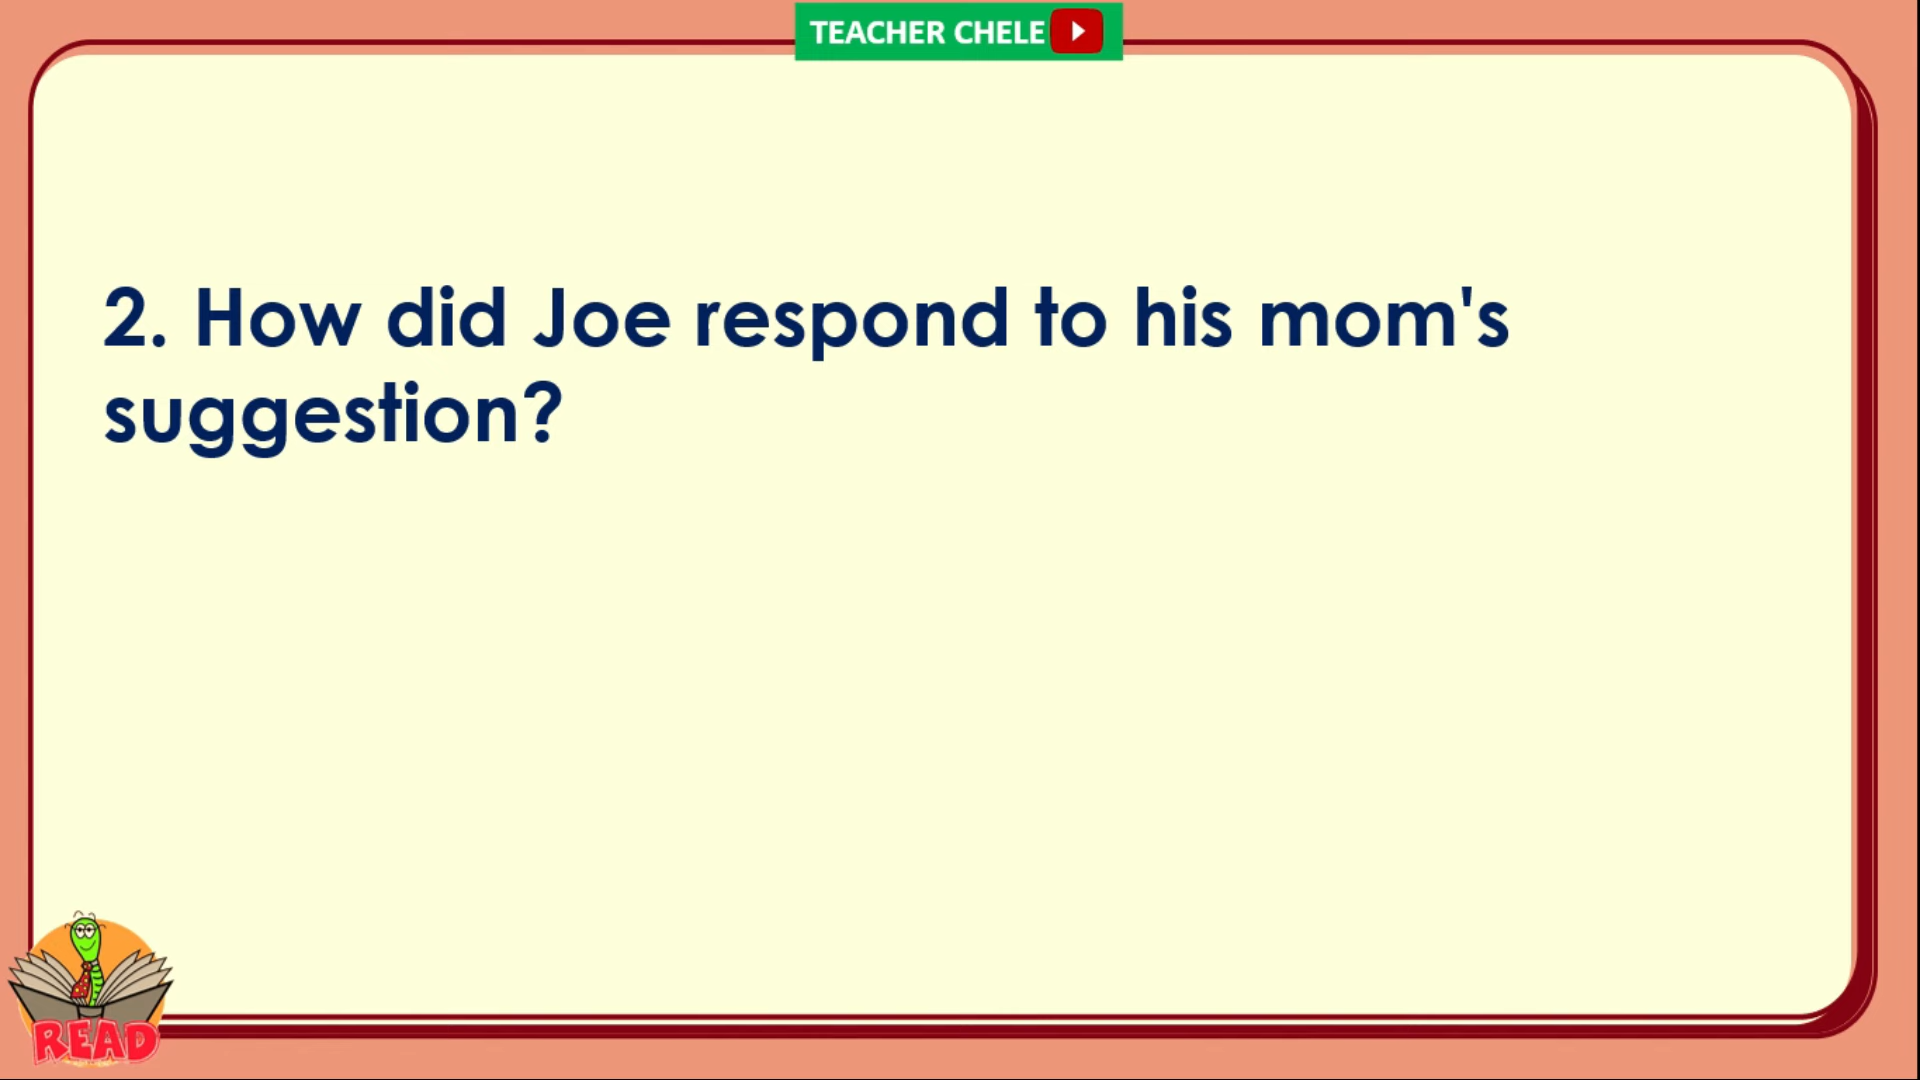 TEACHER CHELE
2. How did Joe respond to his mom's
suggestion?
READ